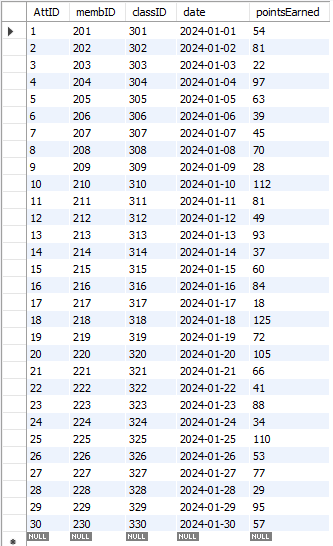 AttID membID classID date pointsEarned
1 201 301 2024-01-01 54
2 202 302 2024-01-02 81
3 203 303 2024-01-03 22
4 204 304 2024-01-04 97
5 205 305 2024-01-05 63
6 206 306 2024-01-06 39
7 207 307 2024-01-07 45
8 208 308 2024-01-08 70
9 209 309 2024-01-09 28
10 210 310 2024-01-10 112
11 211 311 2024-01-11 81
12 212 312 2024-01-12 49
13 213 313 2024-01-13 93
14 214 314 2024-01-14 37
15 215 315 2024-01-15 60
16 216 316 2024-01-16 84
17 217 317 2024-01-17 18
18 218 318 2024-01-18 125
19 219 319 2024-01-19 72
20 220 320 2024-01-20 105
21 221 321 2024-01-21 66
22 222 322 2024-01-22 41
23 223 323 2024-01-23 88
24 224 324 2024-01-24 34
25 225 325 2024-01-25 110
26 226 326 2024-01-26 53
27 227 327 2024-01-27 77
28 228 328 2024-01-28 29
29 229 329 2024-01-29 95
30 230 330 2024-01-30 57
NULL NULL NULL NULL NULL